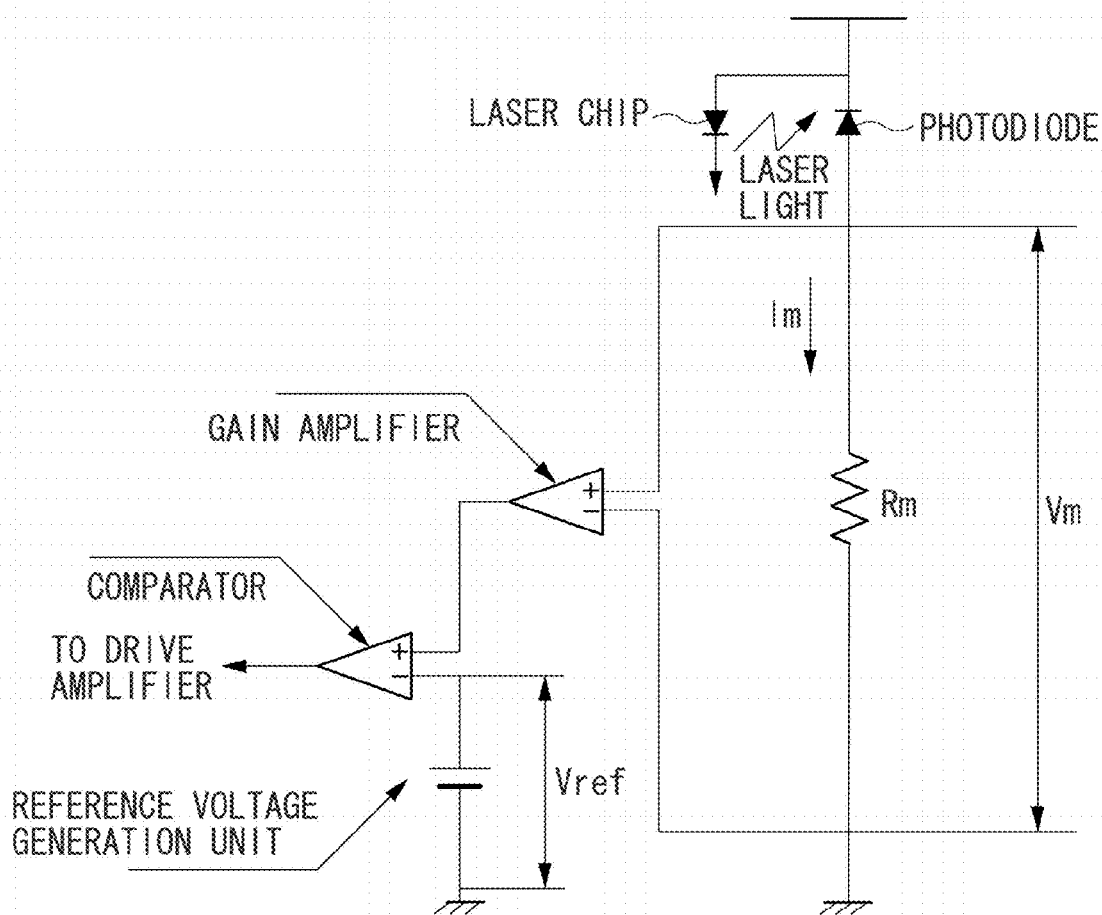 LASER CHIP
PHOTODIODE
LASER
LIGHT
Im
GAIN AMPLIFIER
+
−
Rm
Vm
COMPARATOR
TO DRIVE
AMPLIFIER
+
−
Vref
REFERENCE VOLTAGE
GENERATION UNIT